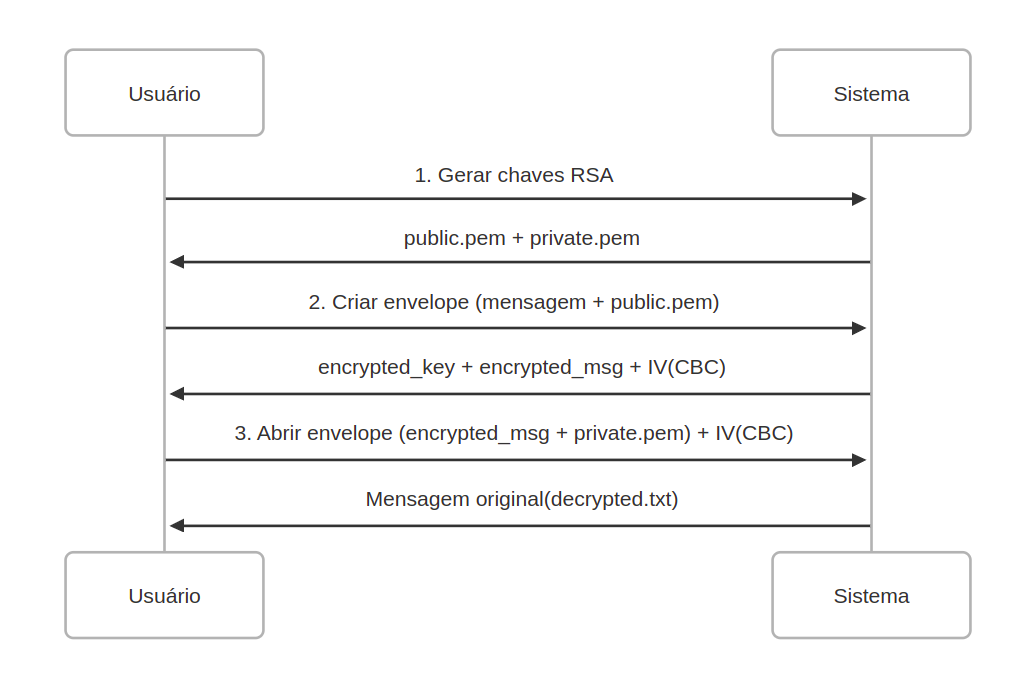 Usuário
Sistema
1. Gerar chaves RSA
public.pem + private.pem
2. Criar envelope (mensagem + public.pem)
encrypted_key + encrypted_msg + IV(CBC)
3. Abrir envelope (encrypted_msg + private.pem) + IV(CBC)
Mensagem original(decrypted.txt)
Usuário
Sistema